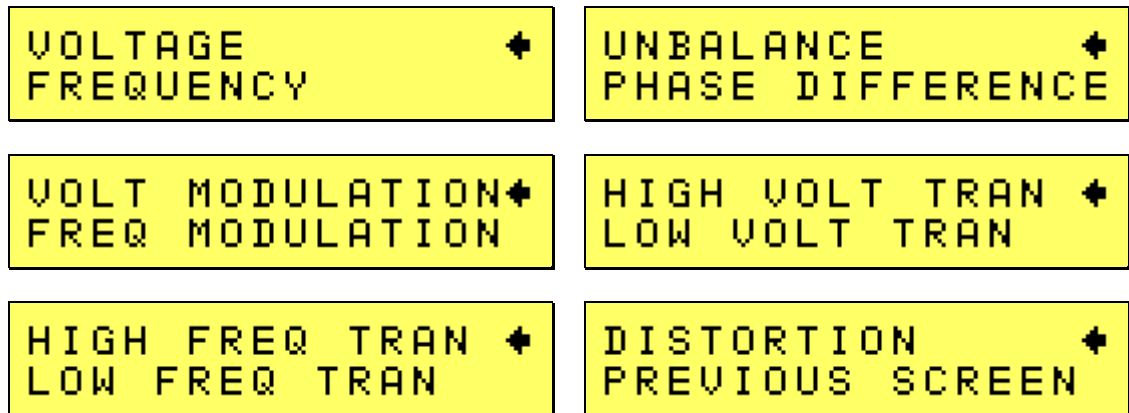 VOLTAGE ←
FREQUENCY
UNBALANCE ←
PHASE DIFFERENCE
VOLT MODULATION←
FREQ MODULATION
HIGH VOLT TRAN ←
LOW VOLT TRAN
HIGH FREQ TRAN ←
LOW FREQ TRAN
DISTORTION ←
PREVIOUS SCREEN